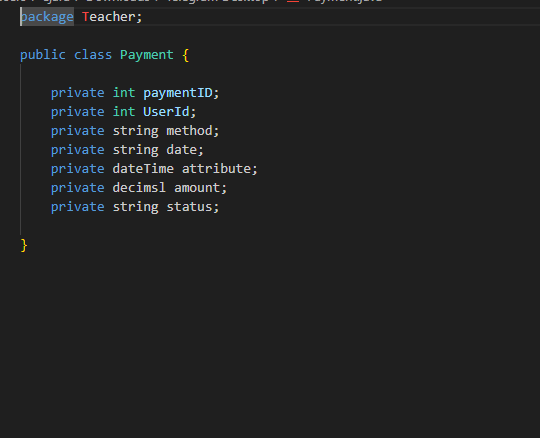 package Teacher;
public class Payment {
private int paymentID;
private int UserId;
private string method;
private string date;
private dateTime attribute;
private decimsl amount;
private string status;
}